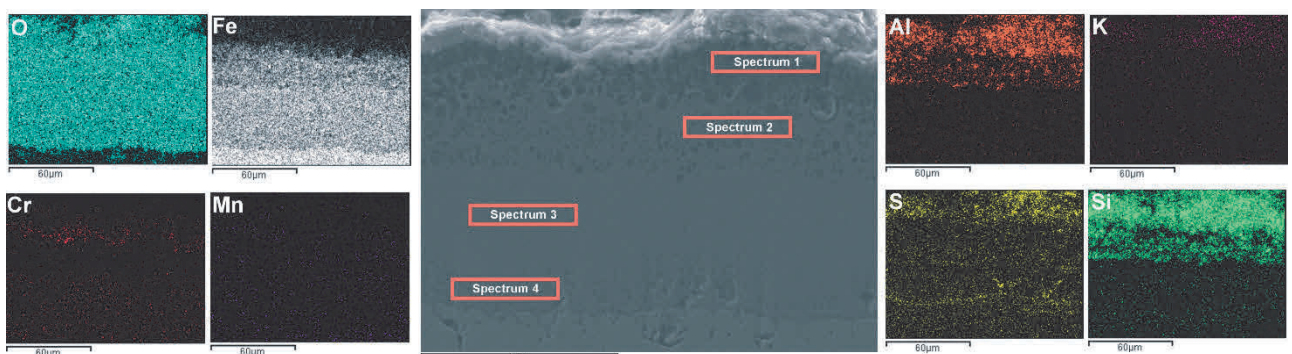 O
Fe
60μm
60μm
Cr
Mn
60μm
60μm
Spectrum 1
Spectrum 2
Spectrum 3
Spectrum 4
Al
K
60μm
60μm
S
Si
60μm
60μm